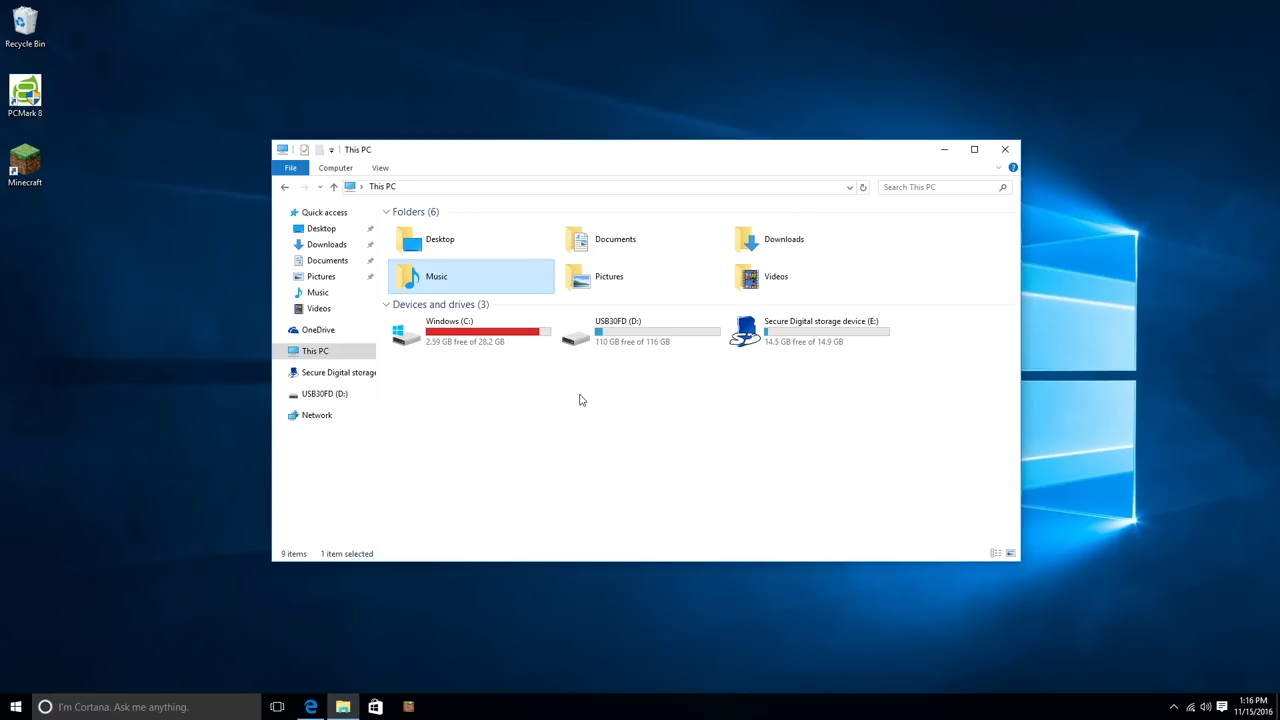 Recycle Bin
PCMark 8
Minecraft
This PC
File Computer View
This PC
Search This PC
Quick access
Desktop
Downloads
Documents
Pictures
Music
Videos
OneDrive
This PC
Secure Digital storage
USB30FD (D:)
Network
Folders (6)
Desktop
Documents
Downloads
Music
Pictures
Videos
Devices and drives (3)
Windows (C:)
2.59 GB free of 28.2 GB
USB30FD (D:)
110 GB free of 116 GB
Secure Digital storage device (E:)
14.5 GB free of 14.9 GB
9 items 1 item selected
I'm Cortana. Ask me anything.
1:16 PM
11/15/2016